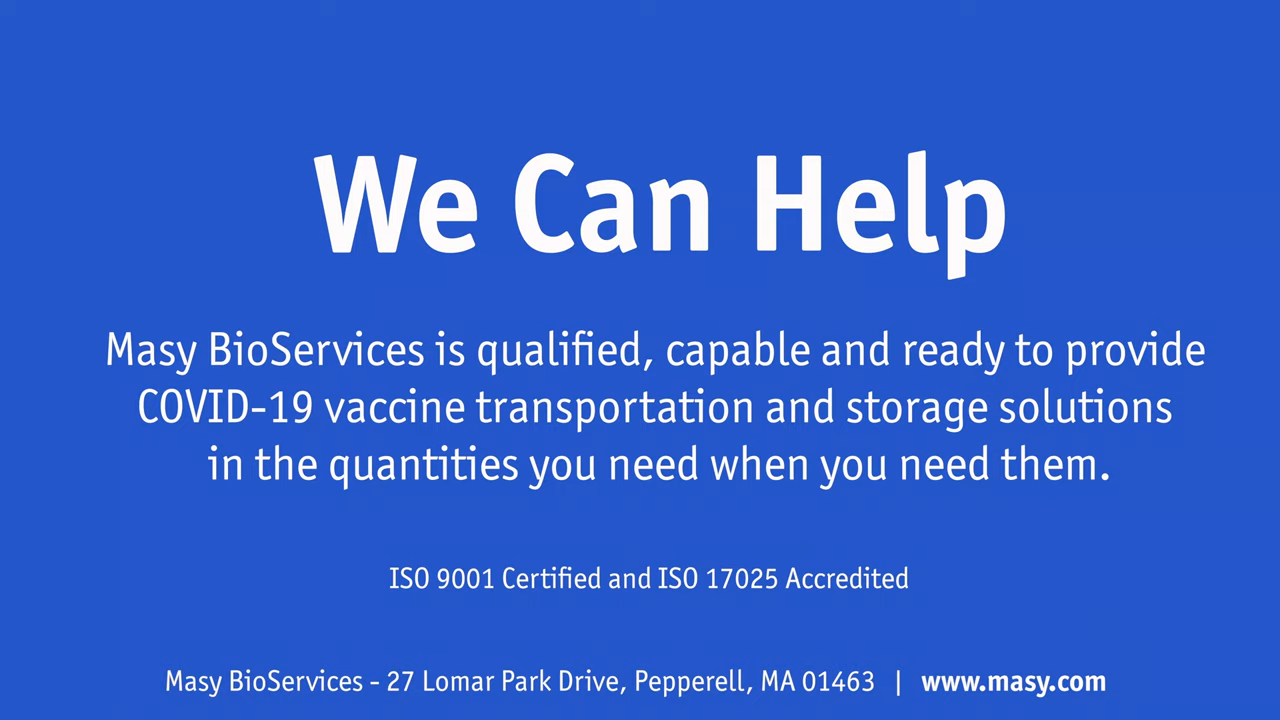 We Can Help
Masy BioServices is qualified, capable and ready to provide
COVID-19 vaccine transportation and storage solutions
in the quantities you need when you need them.
ISO 9001 Certified and ISO 17025 Accredited
Masy BioServices - 27 Lomar Park Drive, Pepperell, MA 01463 | www.masy.com